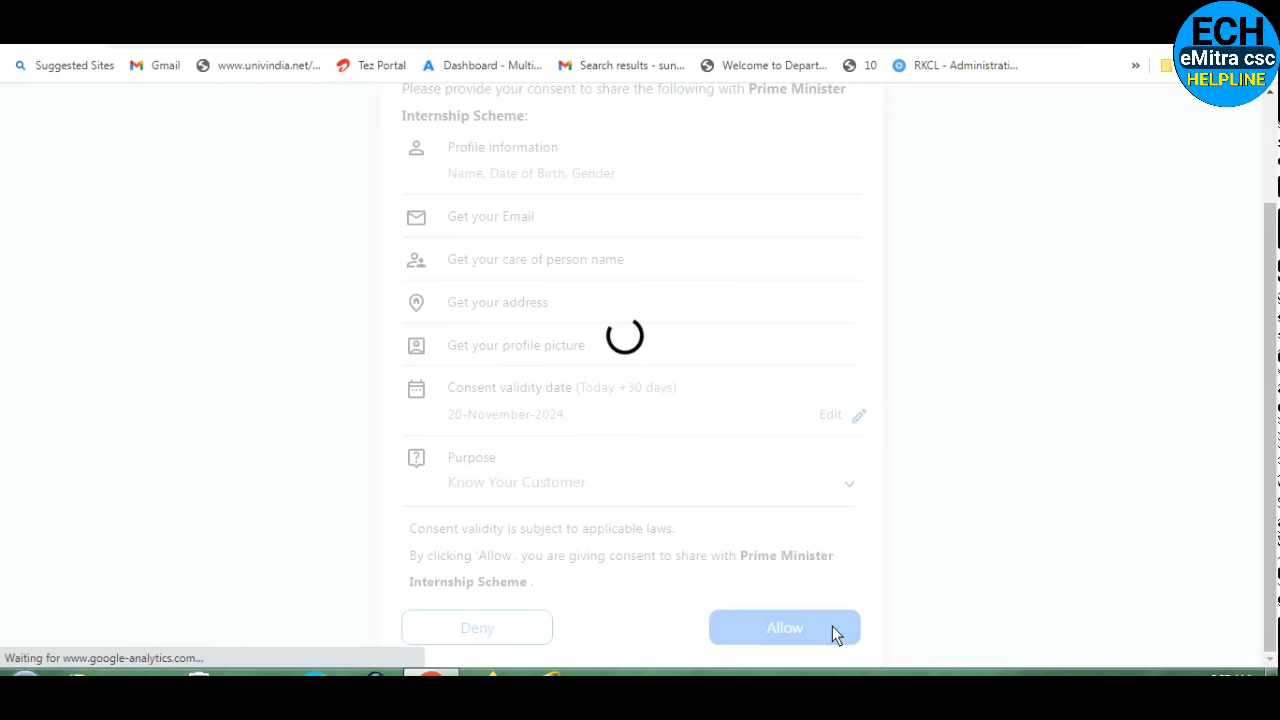 ECH
eMitra csc
HELPLINE
Suggested Sites
Gmail
www.univindia.net/...
Tez Portal
Dashboard - Multi...
Search results - sun...
Welcome to Depart...
10
RKCL - Administrati...
»
Please provide your consent to share the following with Prime Minister
Internship Scheme:
Profile information
Name, Date of Birth, Gender
Get your Email
Get your care of person name
Get your address
Get your profile picture
Consent validity date (Today +30 days)
20-November-2024
Edit
Purpose
Know Your Customer
Consent validity is subject to applicable laws.
By clicking 'Allow', you are giving consent to share with Prime Minister
Internship Scheme .
Deny
Allow
Waiting for www.google-analytics.com...